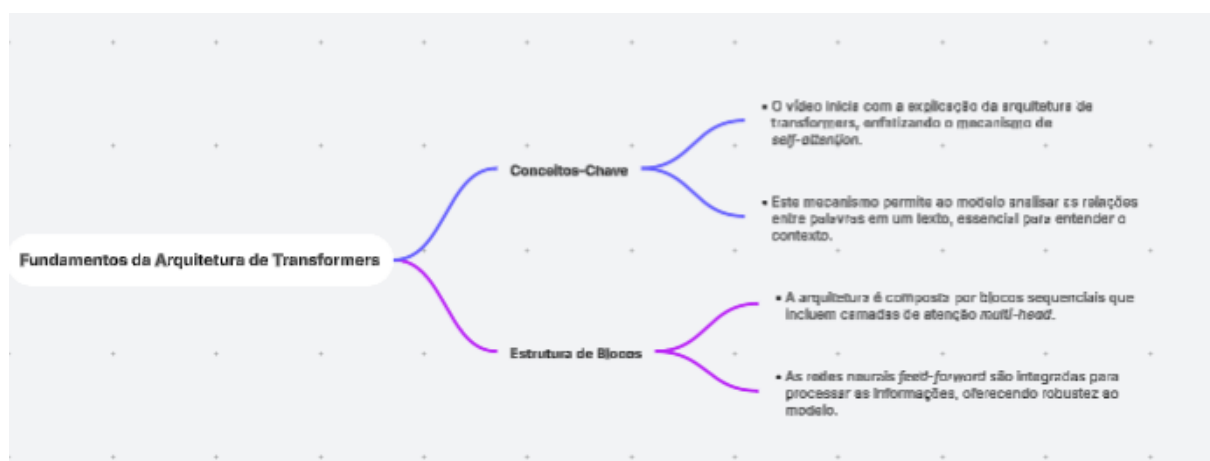 • O vídeo inicia com a explicação da arquitetura de
transformers, enfatizando o mecanismo de
self-attention.
Conceitos-Chave
• Este mecanismo permite ao modelo analisar as relações
entre palavras em um texto, essencial para entender o
contexto.
Fundamentos da Arquitetura de Transformers
• A arquitetura é composta por blocos sequenciais que
incluem camadas de atenção multi-head.
Estrutura de Blocos
• As redes neurais feed-forward são integradas para
processar as informações, oferecendo robustez ao
modelo.